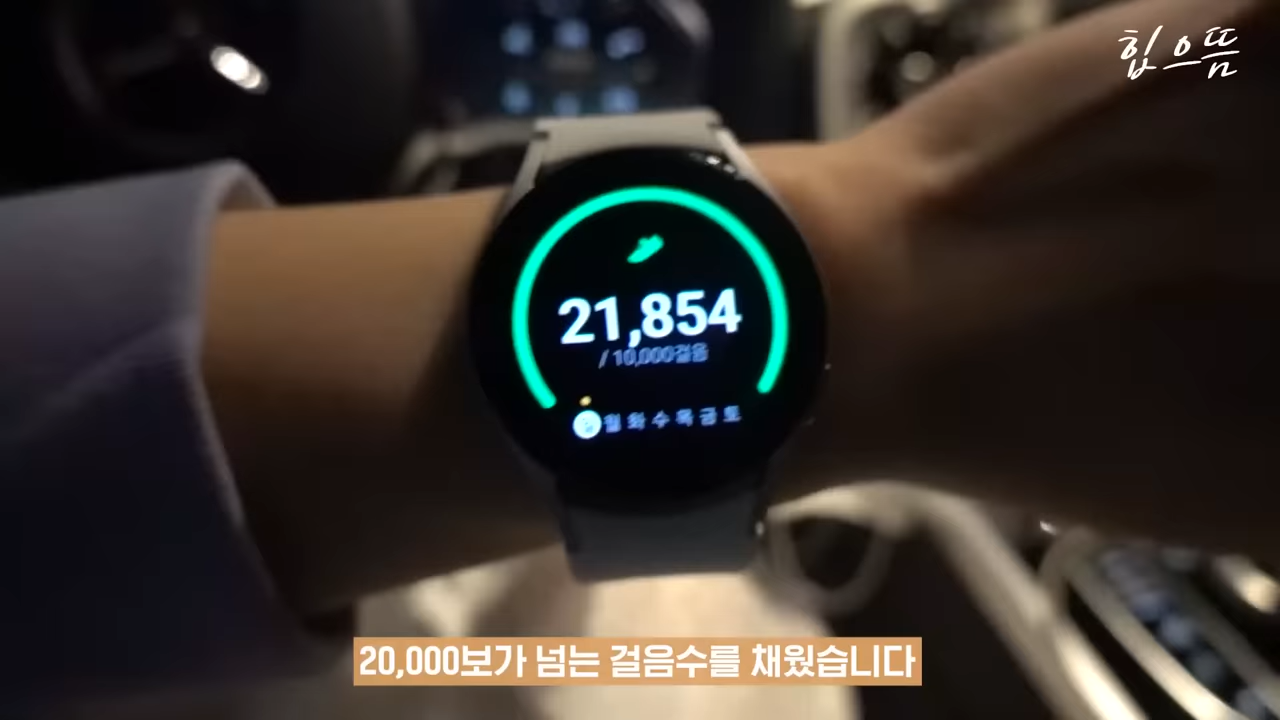 힙으뜸
21,854
/ 10,000걸음
일 월 화 수 목 금 토
20,000보가 넘는 걸음수를 채웠습니다